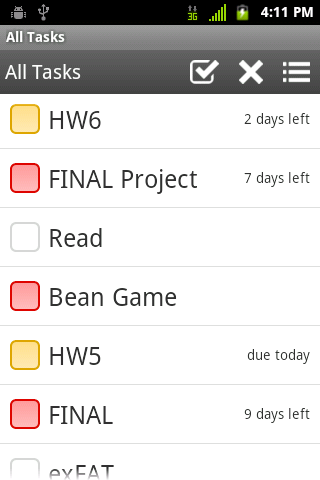 3G 4:11 PM
All Tasks
All Tasks
HW6 2 days left
FINAL Project 7 days left
Read
Bean Game
HW5 due today
FINAL 9 days left
exFAT